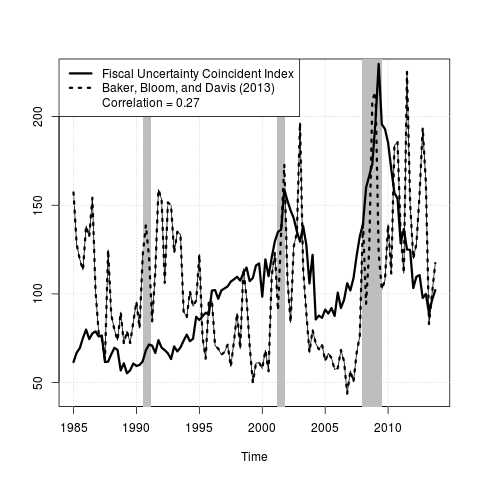 Fiscal Uncertainty Coincident Index
Baker, Bloom, and Davis (2013)
Correlation = 0.27
200
150
100
50
1985 1990 1995 2000 2005 2010
Time